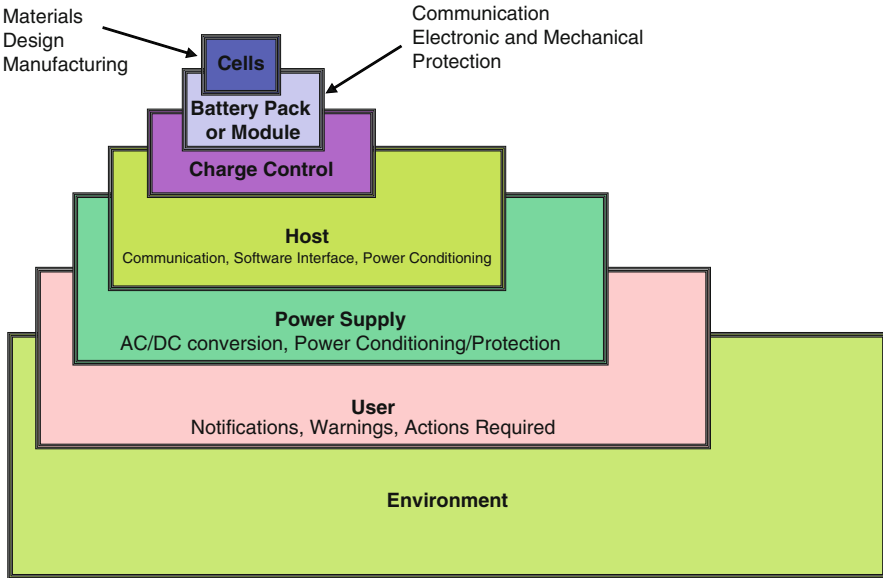 Materials
Design
Manufacturing
Communication
Electronic and Mechanical
Protection
Cells
Battery Pack
or Module
Charge Control
Host
Communication, Software Interface, Power Conditioning
Power Supply
AC/DC conversion, Power Conditioning/Protection
User
Notifications, Warnings, Actions Required
Environment